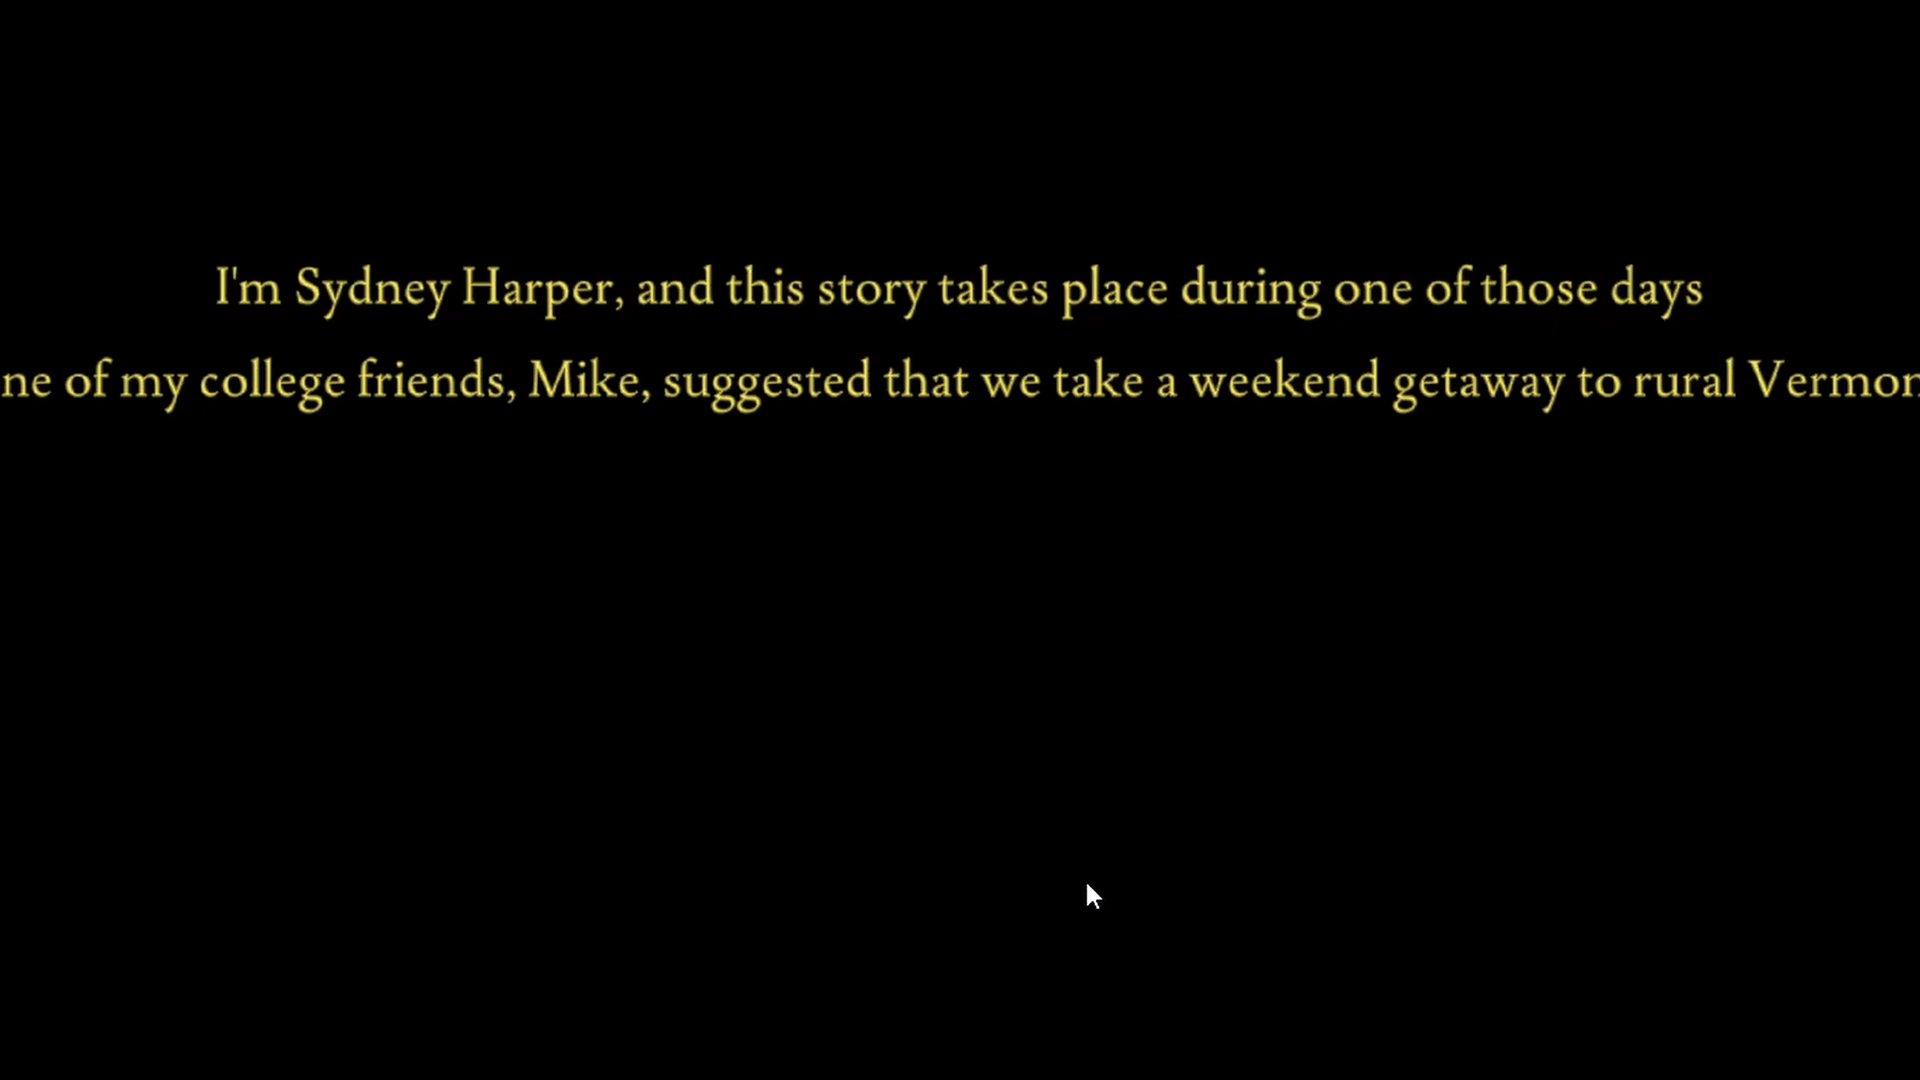 I'm Sydney Harper, and this story takes place during one of those days
ne of my college friends, Mike, suggested that we take a weekend getaway to rural Vermon